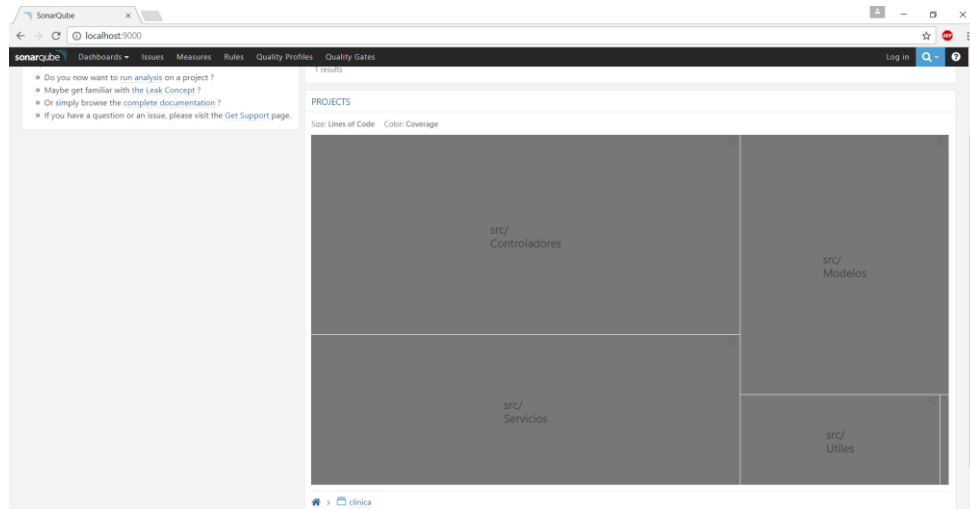 SonarQube
localhost:9000
sonarqube Dashboards Issues Measures Rules Quality Profiles Quality Gates Log in
» Do you now want to run analysis on a project ?
» Maybe get familiar with the Leak Concept ?
» Or simply browse the complete documentation ?
» If you have a question or an issue, please visit the Get Support page.
1 results
PROJECTS
Size: Lines of Code Color: Coverage
src/
Controladores
src/
Modelos
src/
Servicios
src/
Utiles
> clinica